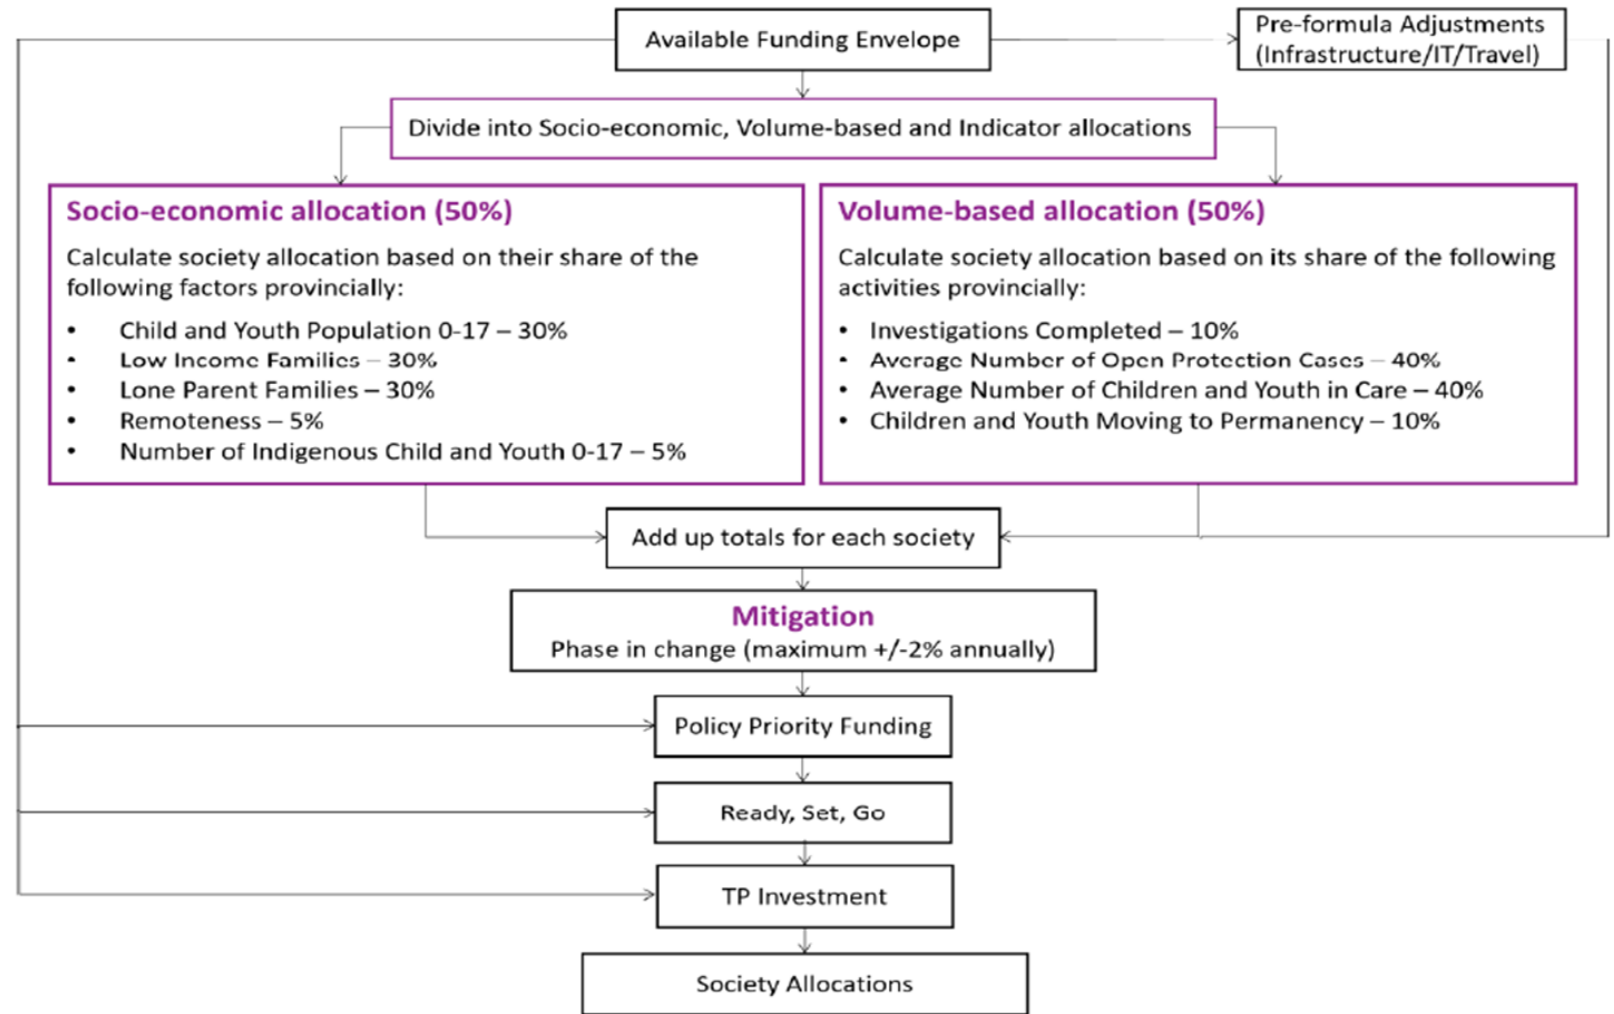 Available Funding Envelope
Pre-formula Adjustments
(Infrastructure/IT/Travel)
Divide into Socio-economic, Volume-based and Indicator allocations
Socio-economic allocation (50%)
Calculate society allocation based on their share of the
following factors provincially:
• Child and Youth Population 0-17 – 30%
• Low Income Families – 30%
• Lone Parent Families – 30%
• Remoteness – 5%
• Number of Indigenous Child and Youth 0-17 – 5%
Volume-based allocation (50%)
Calculate society allocation based on its share of the following
activities provincially:
• Investigations Completed – 10%
• Average Number of Open Protection Cases – 40%
• Average Number of Children and Youth in Care – 40%
• Children and Youth Moving to Permanency – 10%
Add up totals for each society
Mitigation
Phase in change (maximum +/-2% annually)
Policy Priority Funding
Ready, Set, Go
TP Investment
Society Allocations